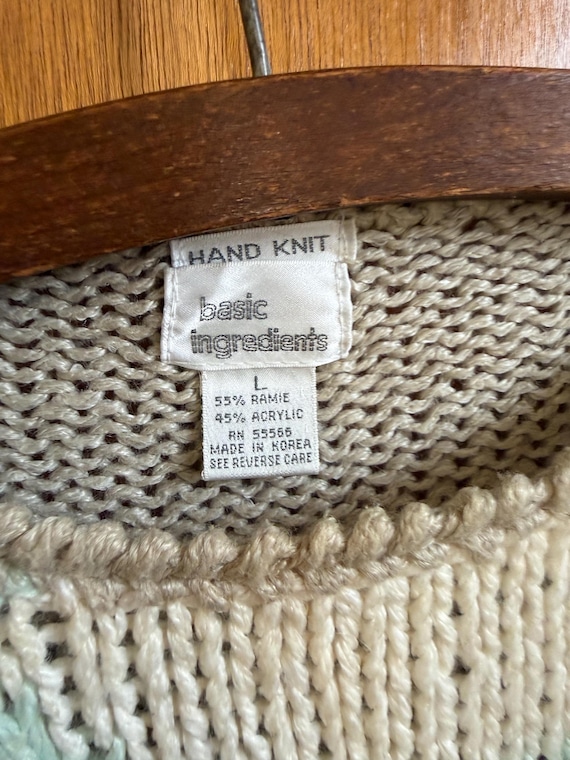 HAND KNIT
basic
ingredients
L
55% RAMIE
45% ACRYLIC
RN 55566
MADE IN KOREA
SEE REVERSE CARE